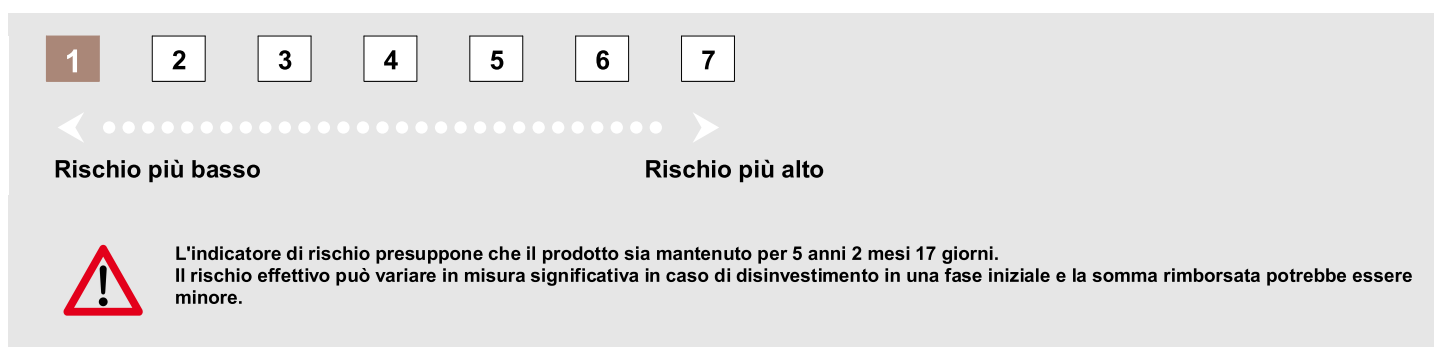 1 2 3 4 5 6 7
Rischio più basso Rischio più alto
L'indicatore di rischio presuppone che il prodotto sia mantenuto per 5 anni 2 mesi 17 giorni.
Il rischio effettivo può variare in misura significativa in caso di disinvestimento in una fase iniziale e la somma rimborsata potrebbe essere
minore.